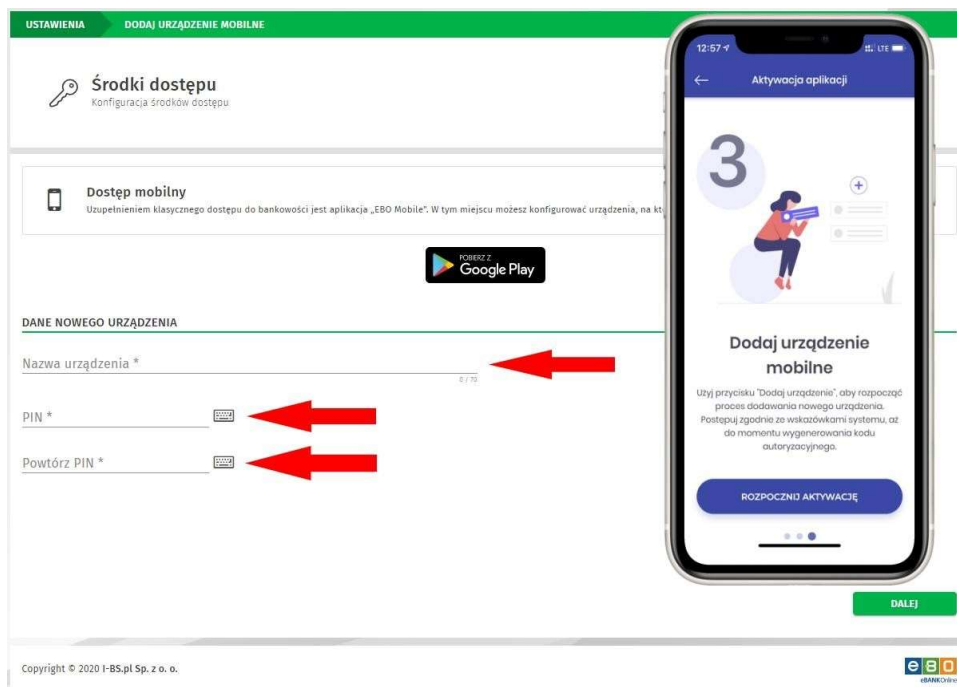 USTAWIENIA DODAJ URZĄDZENIE MOBILNE
Środki dostępu
Konfiguracja środków dostępu
Dostęp mobilny
Uzupełnieniem klasycznego dostępu do bankowości jest aplikacja „EBO Mobile". W tym miejscu możesz konfigurować urządzenia, na kt
POBIERZ Z
Google Play
DANE NOWEGO URZĄDZENIA
Nazwa urządzenia *
0 / 70
PIN *
Powtórz PIN *
12:57 LTE
Aktywacja aplikacji
3
Dodaj urządzenie
mobilne
Użyj przycisku "Dodaj urządzenie", aby rozpocząć
proces dodawania nowego urządzenia.
Postępuj zgodnie ze wskazówkami systemu, aż
do momentu wygenerowania kodu
autoryzacyjnego.
ROZPOCZNIJ AKTYWACJĘ
DALEJ
Copyright © 2020 I-BS.pl Sp. z o. o.
eBO
eBANKOnline